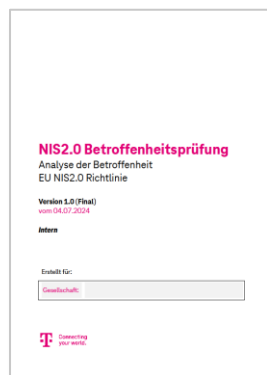 NIS2.0 Betroffenheitsprüfung
Analyse der Betroffenheit
EU NIS2.0 Richtlinie
Version 1.0 (Final)
vom 04.07.2024
Intern
Erstellt für:
Gesellschaft:
T Connecting
your world.